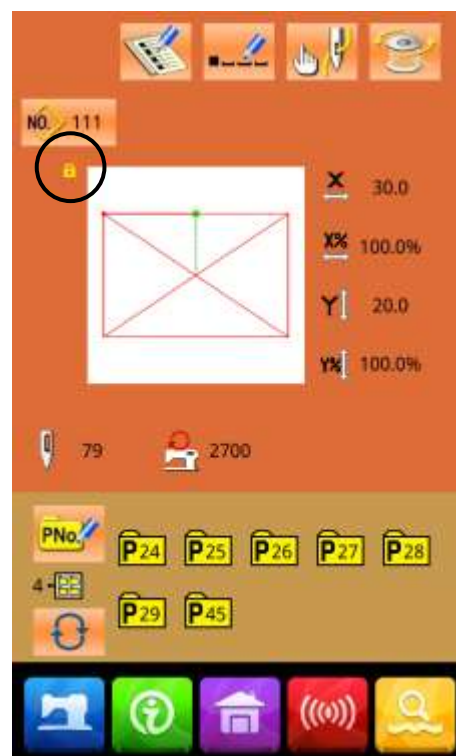 NO. 111
X 30.0
X% 100.0%
Y 20.0
Y% 100.0%
79 2700
PNo.
P24 P25 P26 P27 P28
4-
P29 P45